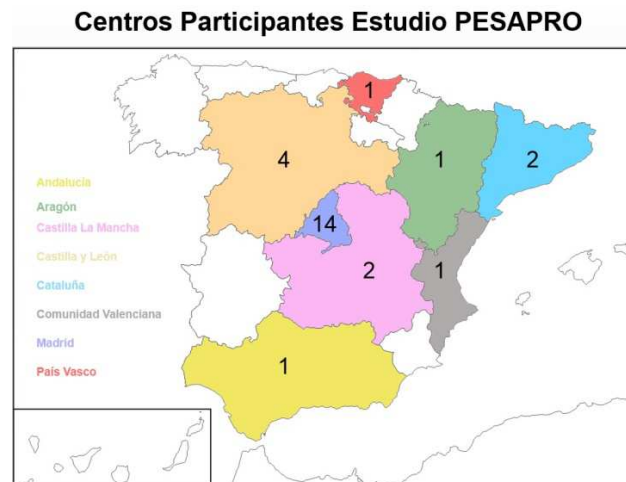 Centros Participantes Estudio PESAPRO
1
4
1
2
14
2
1
1
Andalucía
Aragón
Castilla La Mancha
Castilla y León
Cataluña
Comunidad Valenciana
Madrid
País Vasco